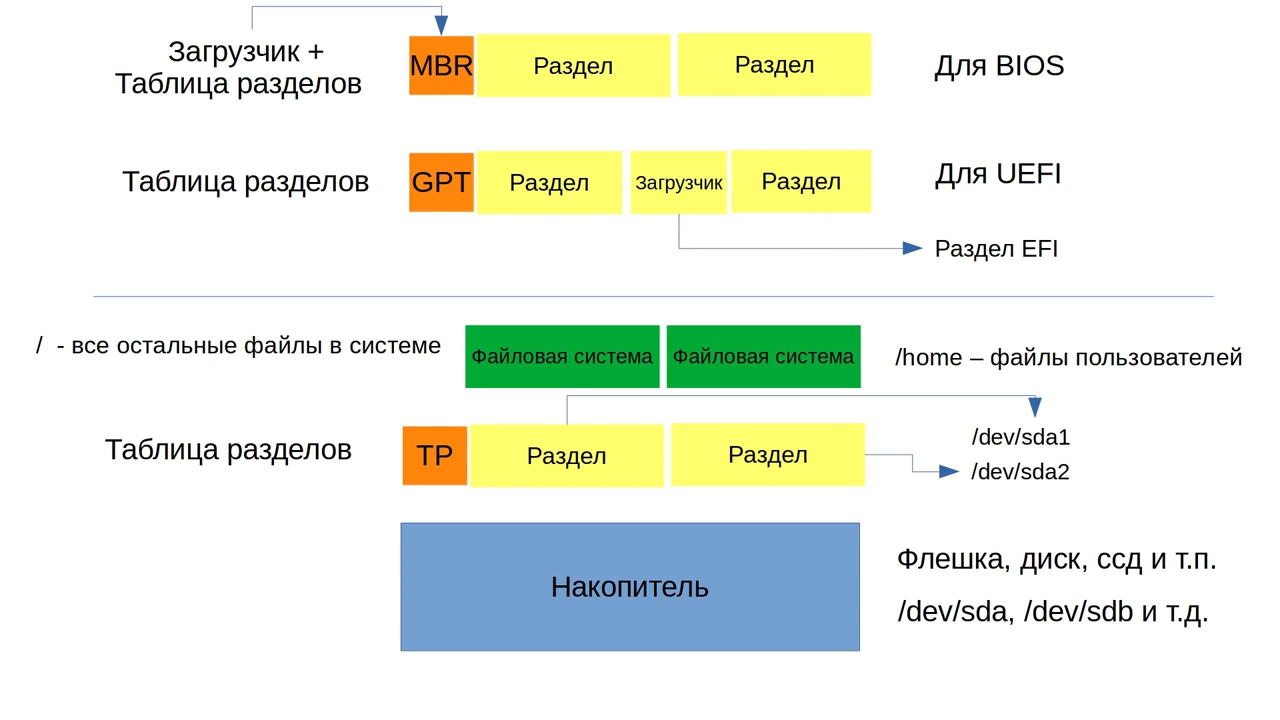 Загрузчик +
Таблица разделов
MBR
Раздел
Раздел
Для BIOS
Таблица разделов
GPT
Раздел
Загрузчик
Раздел
Для UEFI
Раздел EFI
/ - все остальные файлы в системе
Файловая система
Файловая система
/home – файлы пользователей
Таблица разделов
TP
Раздел
Раздел
/dev/sda1
/dev/sda2
Накопитель
Флешка, диск, ссд и т.п.
/dev/sda, /dev/sdb и т.д.